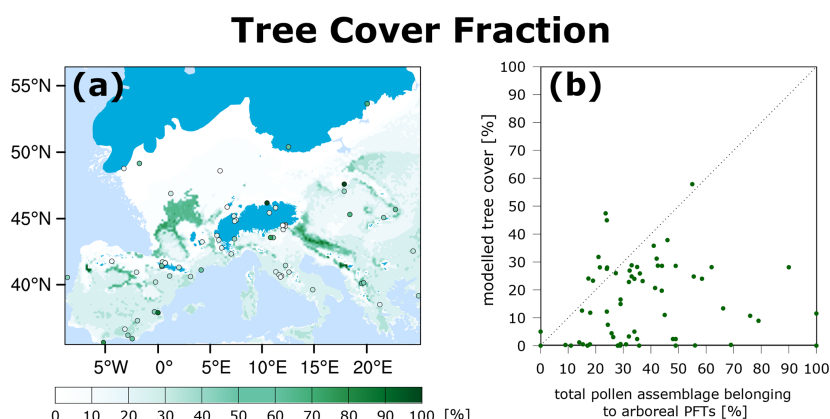 Tree Cover Fraction
(a)
55°N
50°N
45°N
40°N
5°W 0° 5°E 10°E 15°E 20°E
0 10 20 30 40 50 60 70 80 90 100 [%]
(b)
modelled tree cover [%]
100
90
80
70
60
50
40
30
20
10
0
0 10 20 30 40 50 60 70 80 90 100
total pollen assemblage belonging
to arboreal PFTs [%]